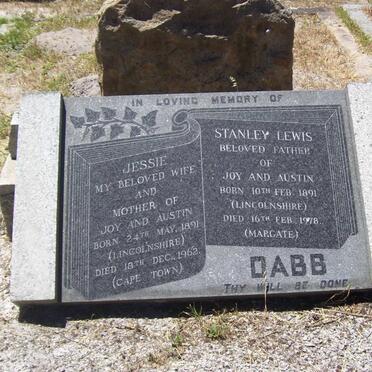 IN LOVING MEMORY OF
JESSIE
MY BELOVED WIFE
AND
MOTHER OF
JOY AND AUSTIN
BORN 24TH MAY, 1891
(LINCOLNSHIRE)
DIED 18TH DEC., 1962.
(CAPE TOWN)
STANLEY LEWIS
BELOVED FATHER
OF
JOY AND AUSTIN
BORN 10TH FEB. 1891
(LINCOLNSHIRE)
DIED 16TH FEB. 1978.
(MARGATE)
DABB
THY WILL BE DONE